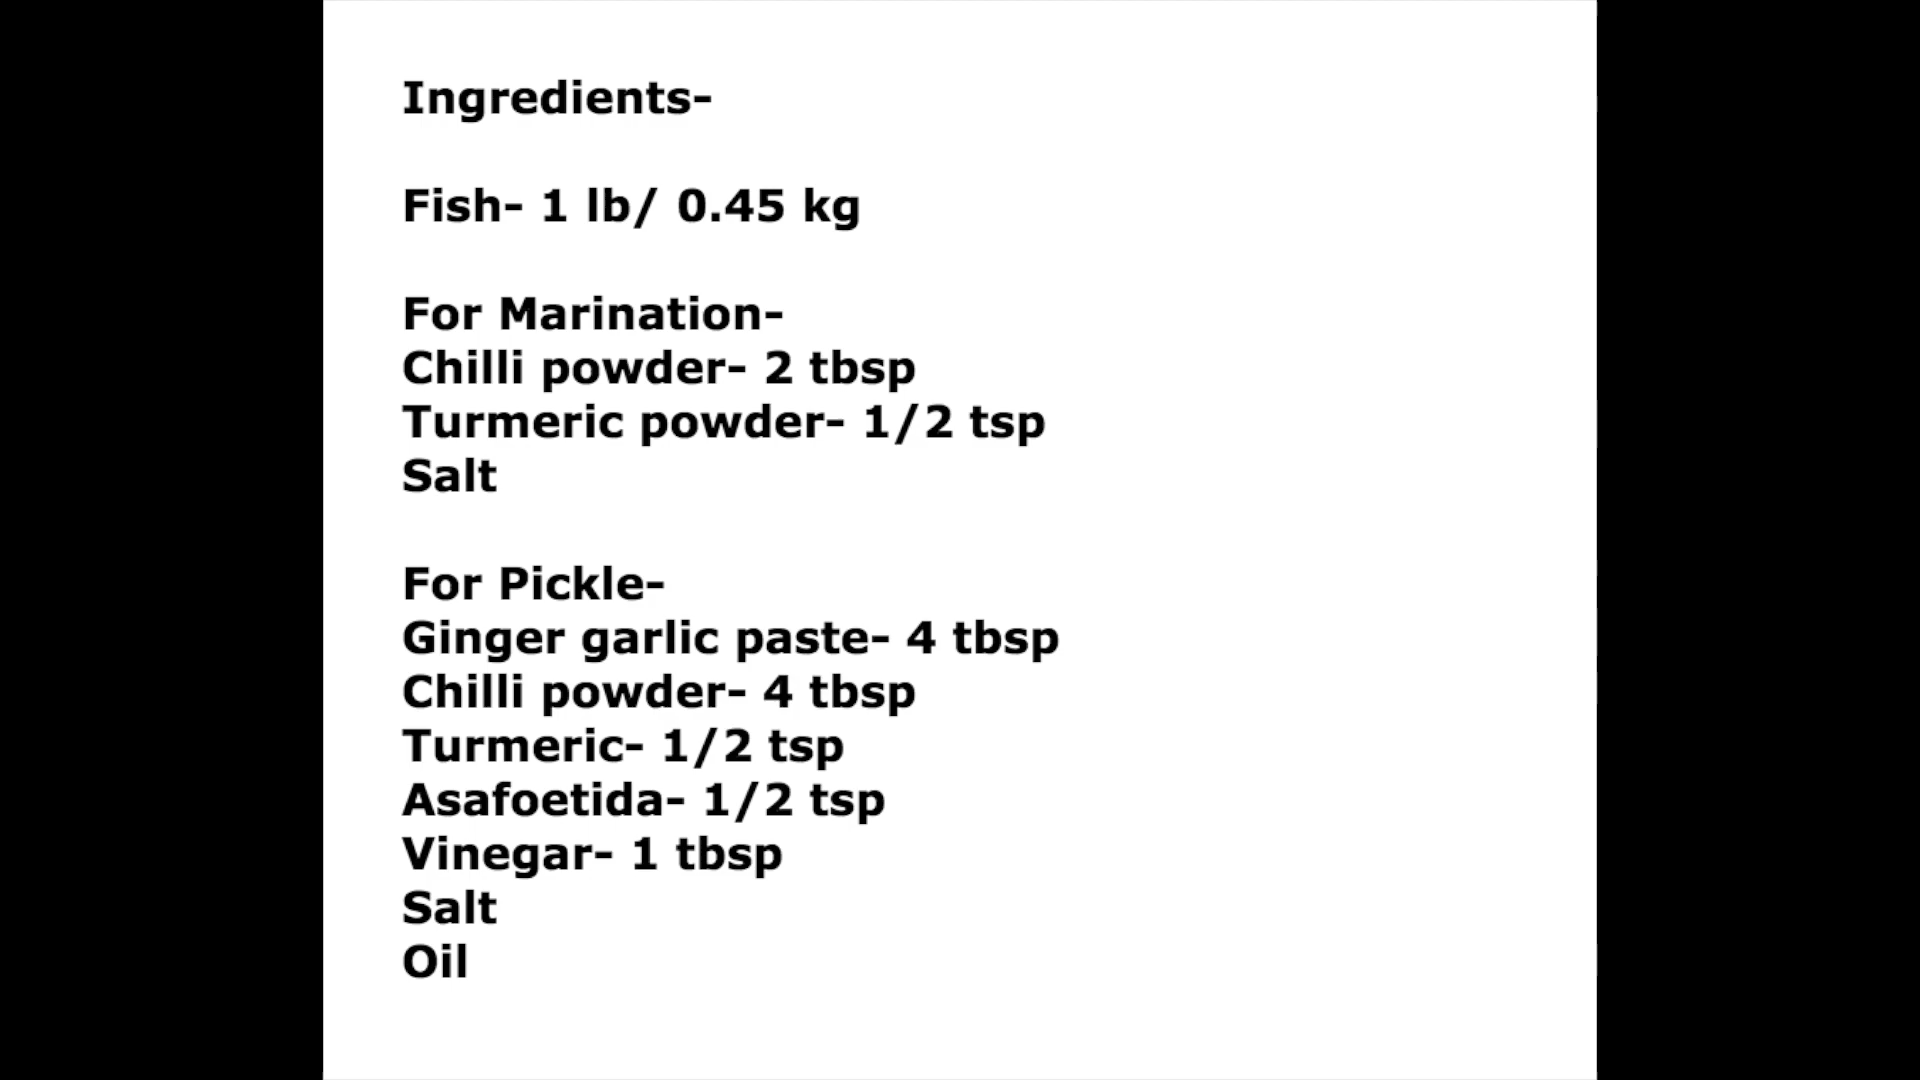 Ingredients-
Fish- 1 lb/ 0.45 kg
For Marination-
Chilli powder- 2 tbsp
Turmeric powder- 1/2 tsp
Salt
For Pickle-
Ginger garlic paste- 4 tbsp
Chilli powder- 4 tbsp
Turmeric- 1/2 tsp
Asafoetida- 1/2 tsp
Vinegar- 1 tbsp
Salt
Oil